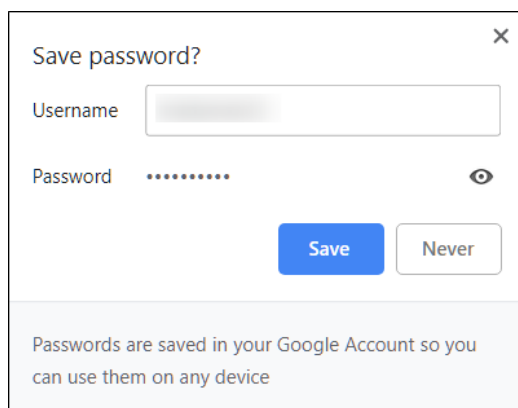 Save password?
Username
Password ••••••••••
Save Never
Passwords are saved in your Google Account so you
can use them on any device